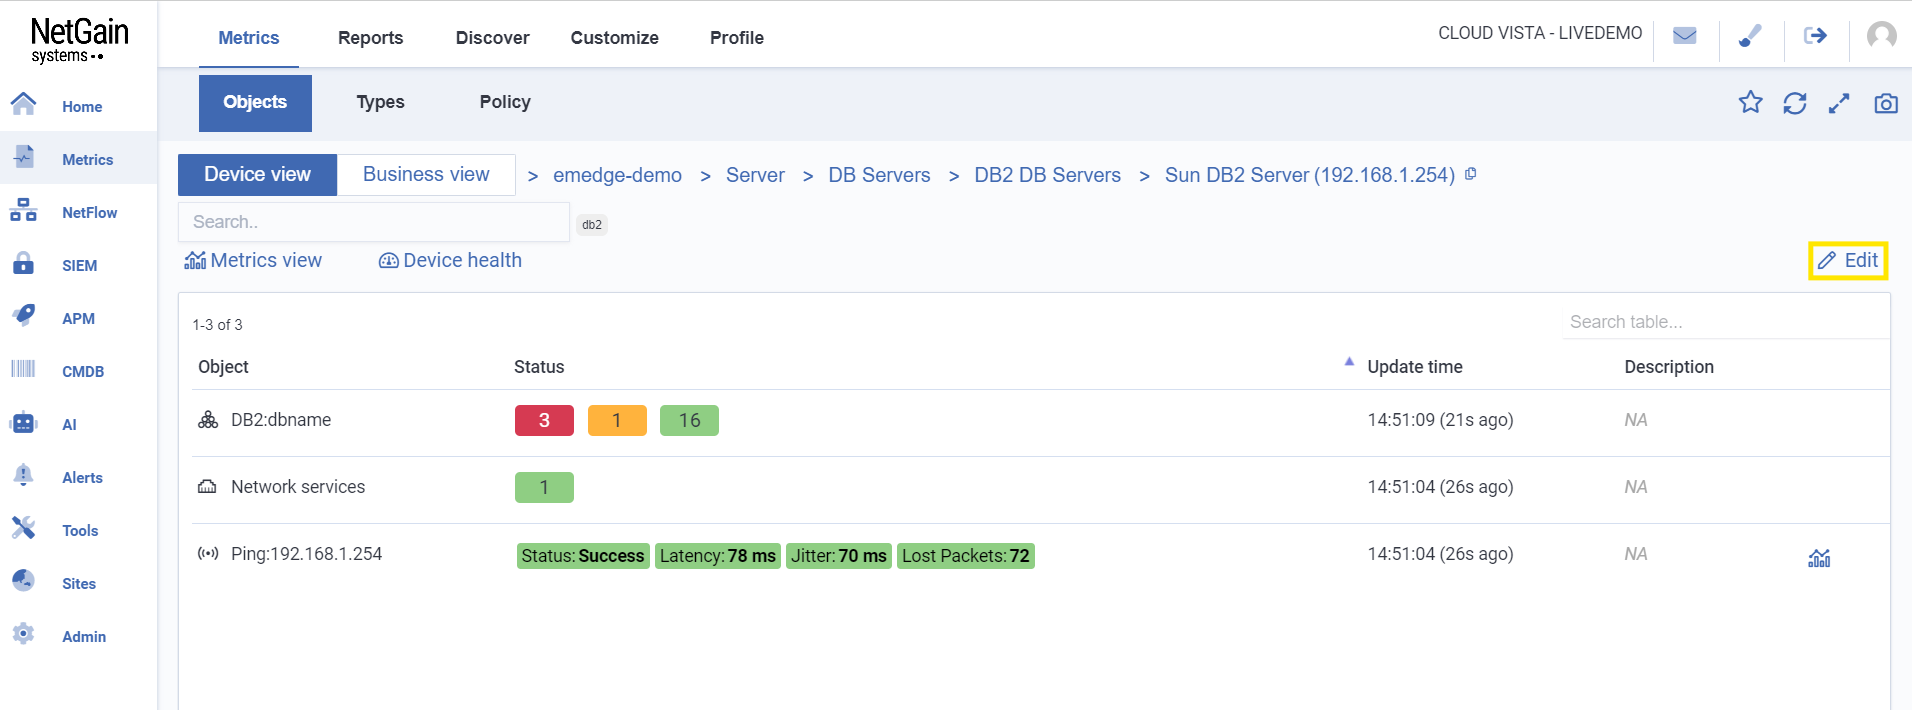 NetGain
systems
Metrics Reports Discover Customize Profile
CLOUD VISTA - LIVEDEMO
Home
Metrics
NetFlow
SIEM
APM
CMDB
AI
Alerts
Tools
Sites
Admin
Objects Types Policy
Device view Business view > emedge-demo > Server > DB Servers > DB2 DB Servers > Sun DB2 Server (192.168.1.254)
Search.. db2
Metrics view Device health Edit
1-3 of 3 Search table...
Object Status Update time Description
DB2:dbname 3 1 16 14:51:09 (21s ago) NA
Network services 1 14:51:04 (26s ago) NA
Ping:192.168.1.254 Status: Success Latency: 78 ms Jitter: 70 ms Lost Packets: 72 14:51:04 (26s ago) NA